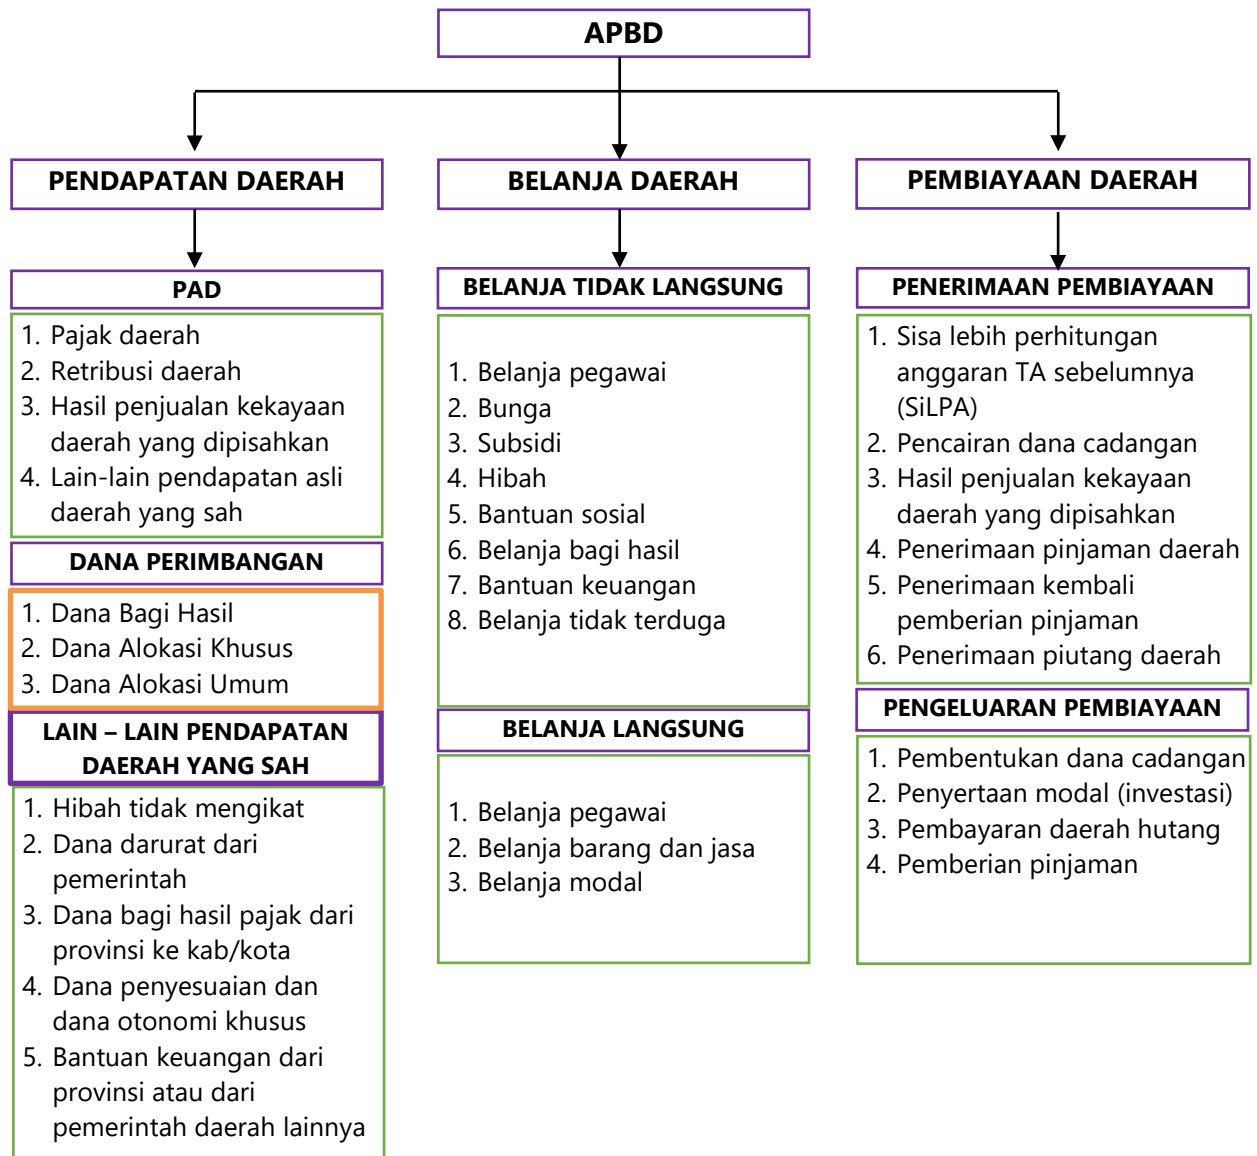 APBD
PENDAPATAN DAERAH
PAD
1. Pajak daerah
2. Retribusi daerah
3. Hasil penjualan kekayaan
daerah yang dipisahkan
4. Lain-lain pendapatan asli
daerah yang sah
DANA PERIMBANGAN
1. Dana Bagi Hasil
2. Dana Alokasi Khusus
3. Dana Alokasi Umum
LAIN – LAIN PENDAPATAN
DAERAH YANG SAH
1. Hibah tidak mengikat
2. Dana darurat dari
pemerintah
3. Dana bagi hasil pajak dari
provinsi ke kab/kota
4. Dana penyesuaian dan
dana otonomi khusus
5. Bantuan keuangan dari
provinsi atau dari
pemerintah daerah lainnya
BELANJA DAERAH
BELANJA TIDAK LANGSUNG
1. Belanja pegawai
2. Bunga
3. Subsidi
4. Hibah
5. Bantuan sosial
6. Belanja bagi hasil
7. Bantuan keuangan
8. Belanja tidak terduga
BELANJA LANGSUNG
1. Belanja pegawai
2. Belanja barang dan jasa
3. Belanja modal
PEMBIAYAAN DAERAH
PENERIMAAN PEMBIAYAAN
1. Sisa lebih perhitungan
anggaran TA sebelumnya
(SiLPA)
2. Pencairan dana cadangan
3. Hasil penjualan kekayaan
daerah yang dipisahkan
4. Penerimaan pinjaman daerah
5. Penerimaan kembali
pemberian pinjaman
6. Penerimaan piutang daerah
PENGELUARAN PEMBIAYAAN
1. Pembentukan dana cadangan
2. Penyertaan modal (investasi)
3. Pembayaran daerah hutang
4. Pemberian pinjaman